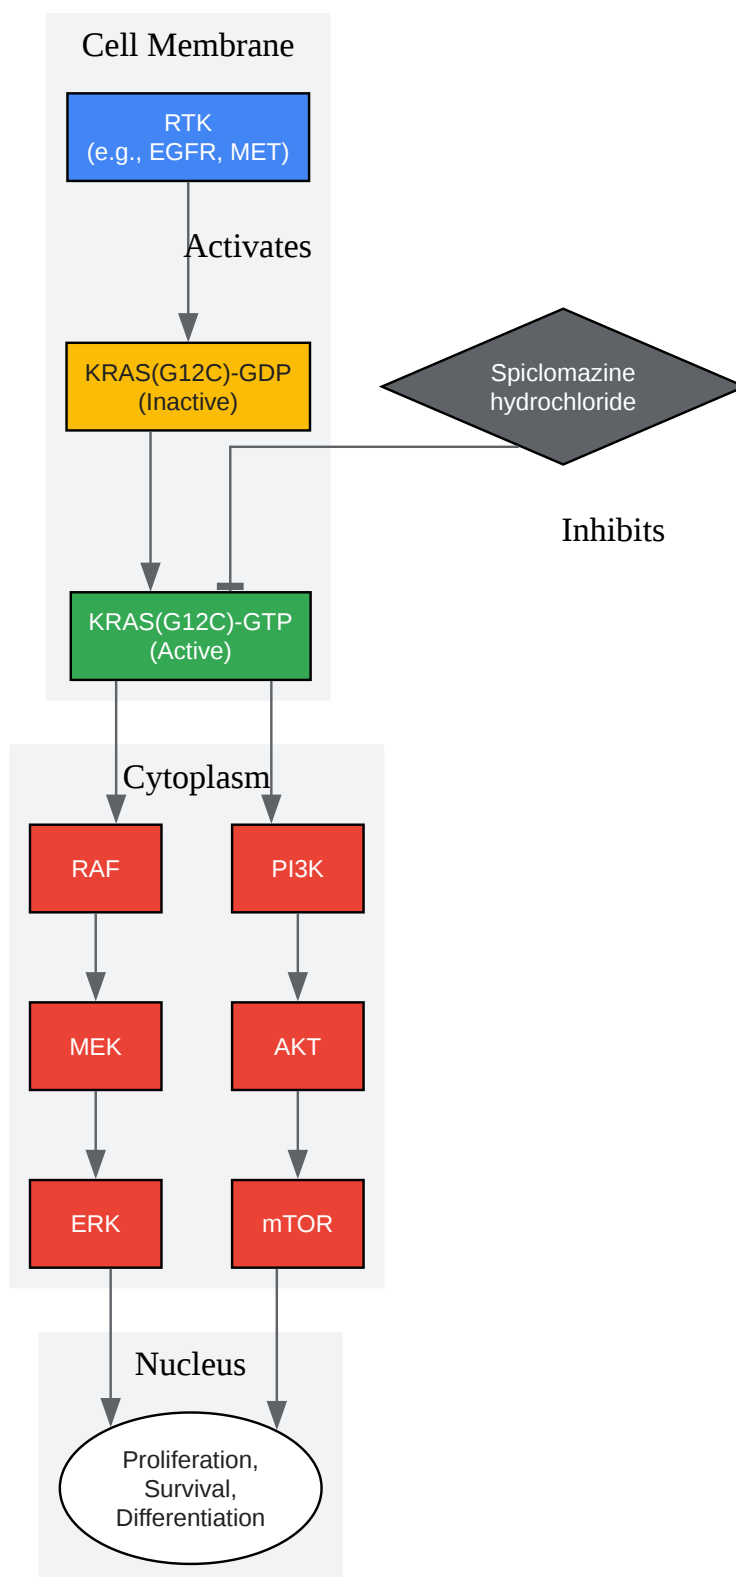 Cell Membrane
RTK
(e.g., EGFR, MET)
Activates
KRAS(G12C)-GDP
(Inactive)
Spiclomazine
hydrochloride
Inhibits
KRAS(G12C)-GTP
(Active)
Cytoplasm
RAF
PI3K
MEK
AKT
ERK
mTOR
Nucleus
Proliferation,
Survival,
Differentiation